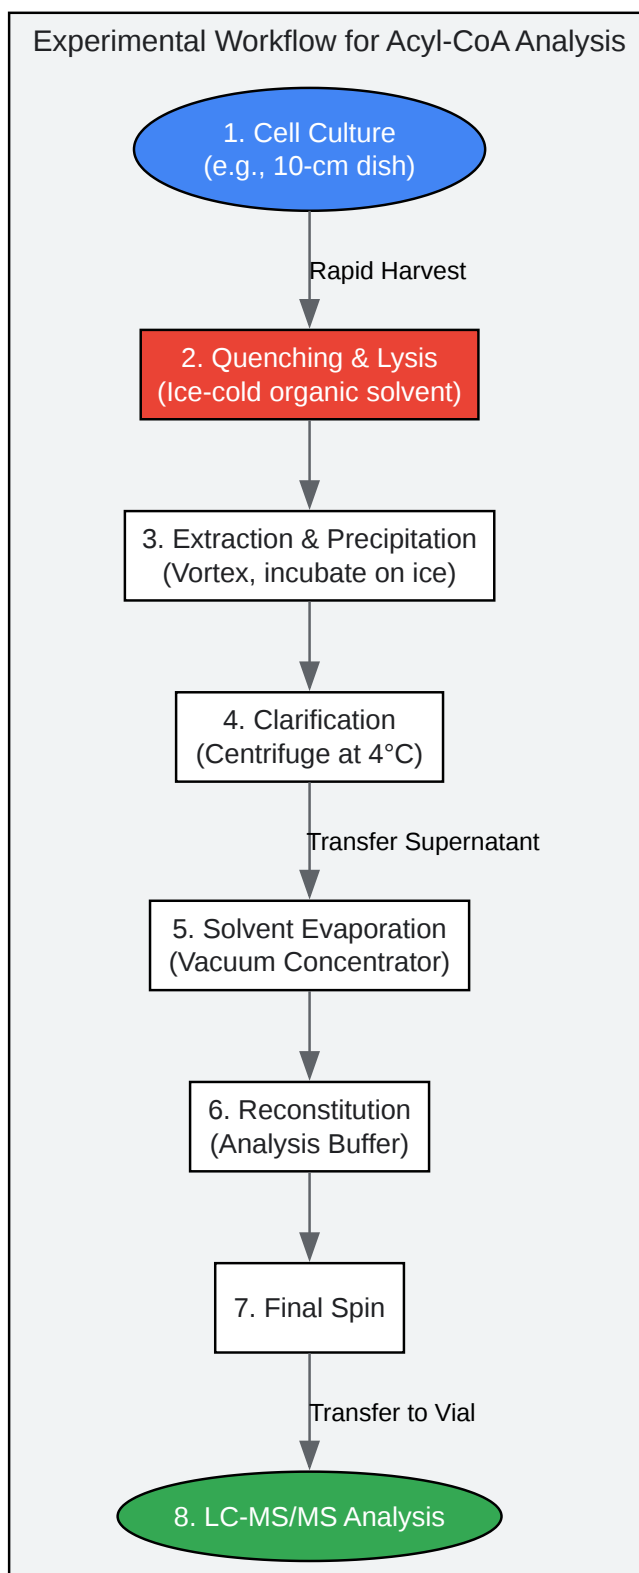 Experimental Workflow for Acyl-CoA Analysis
1. Cell Culture
(e.g., 10-cm dish)
Rapid Harvest
2. Quenching & Lysis
(Ice-cold organic solvent)
3. Extraction & Precipitation
(Vortex, incubate on ice)
4. Clarification
(Centrifuge at 4°C)
Transfer Supernatant
5. Solvent Evaporation
(Vacuum Concentrator)
6. Reconstitution
(Analysis Buffer)
7. Final Spin
Transfer to Vial
8. LC-MS/MS Analysis